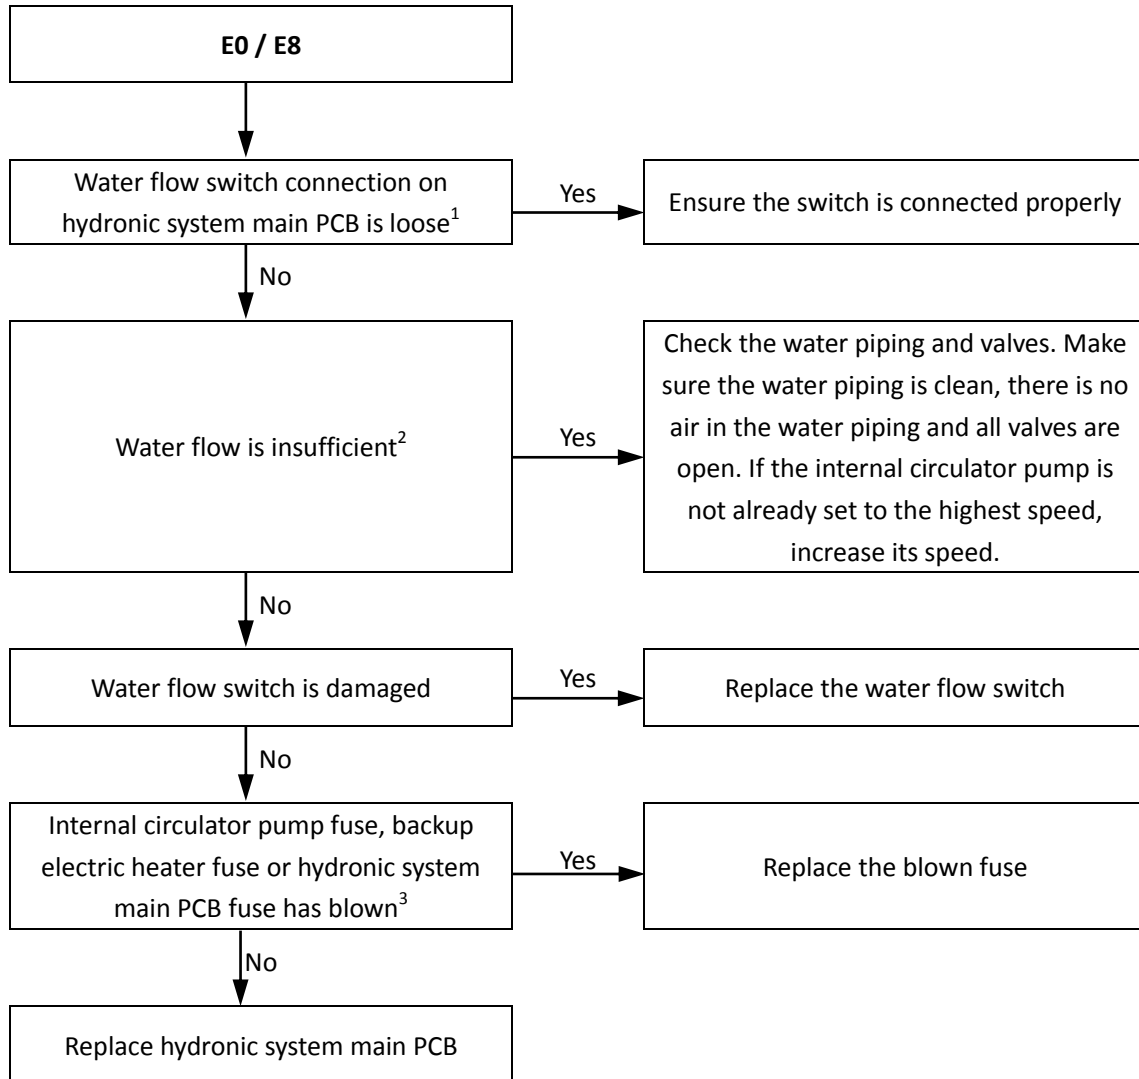 E0 / E8
Water flow switch connection on
hydronic system main PCB is loose1
Yes
Ensure the switch is connected properly
No
Water flow is insufficient2
Yes
Check the water piping and valves. Make
sure the water piping is clean, there is no
air in the water piping and all valves are
open. If the internal circulator pump is
not already set to the highest speed,
increase its speed.
No
Water flow switch is damaged
Yes
Replace the water flow switch
No
Internal circulator pump fuse, backup
electric heater fuse or hydronic system
main PCB fuse has blown3
Yes
Replace the blown fuse
No
Replace hydronic system main PCB